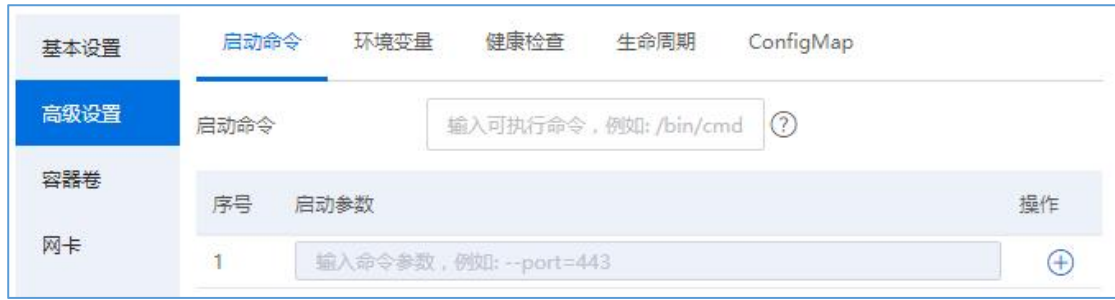 基本设置
高级设置
容器卷
网卡
启动命令 环境变量 健康检查 生命周期 ConfigMap
启动命令 输入可执行命令，例如: /bin/cmd ?
序号 启动参数 操作
1 输入命令参数，例如: --port=443